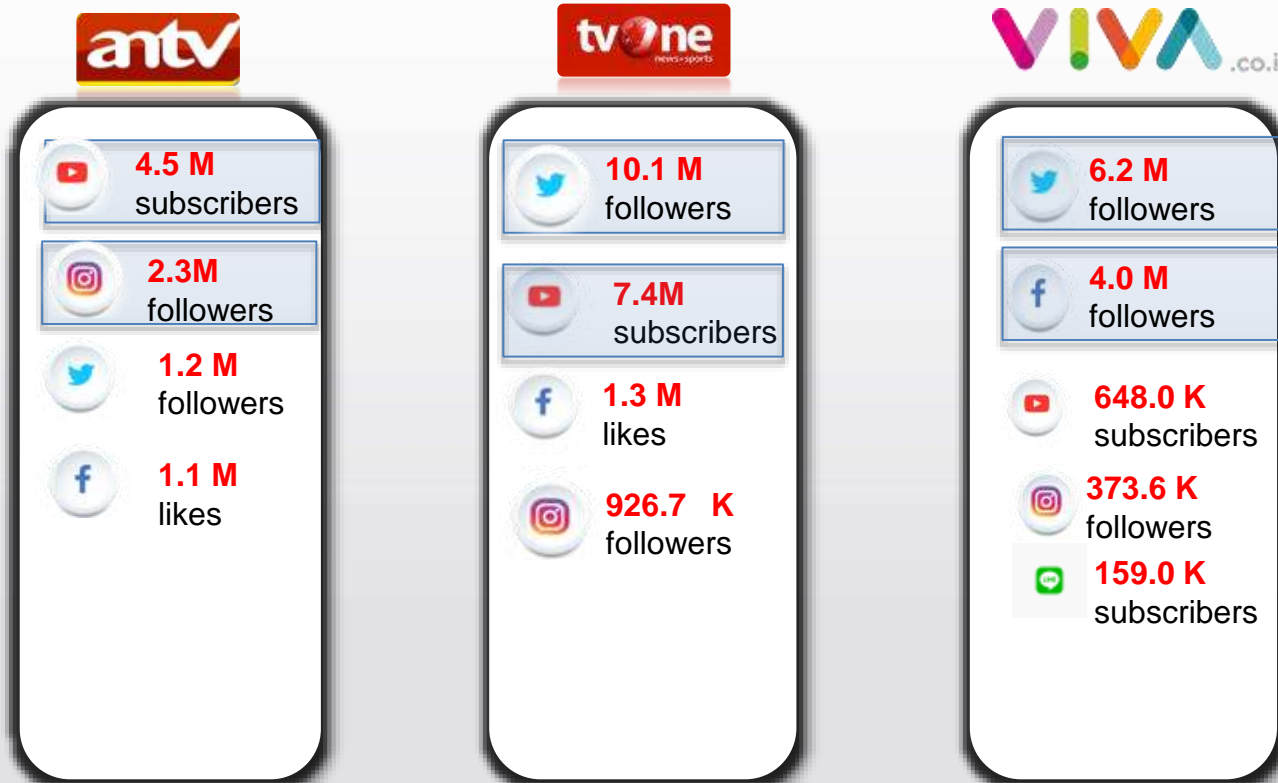 antv
4.5 M
subscribers
2.3M
followers
1.2 M
followers
1.1 M
likes
tvOne
news+sports
10.1 M
followers
7.4M
subscribers
1.3 M
likes
926.7 K
followers
VIVA.co.i
6.2 M
followers
4.0 M
followers
648.0 K
subscribers
373.6 K
followers
LINE
159.0 K
subscribers